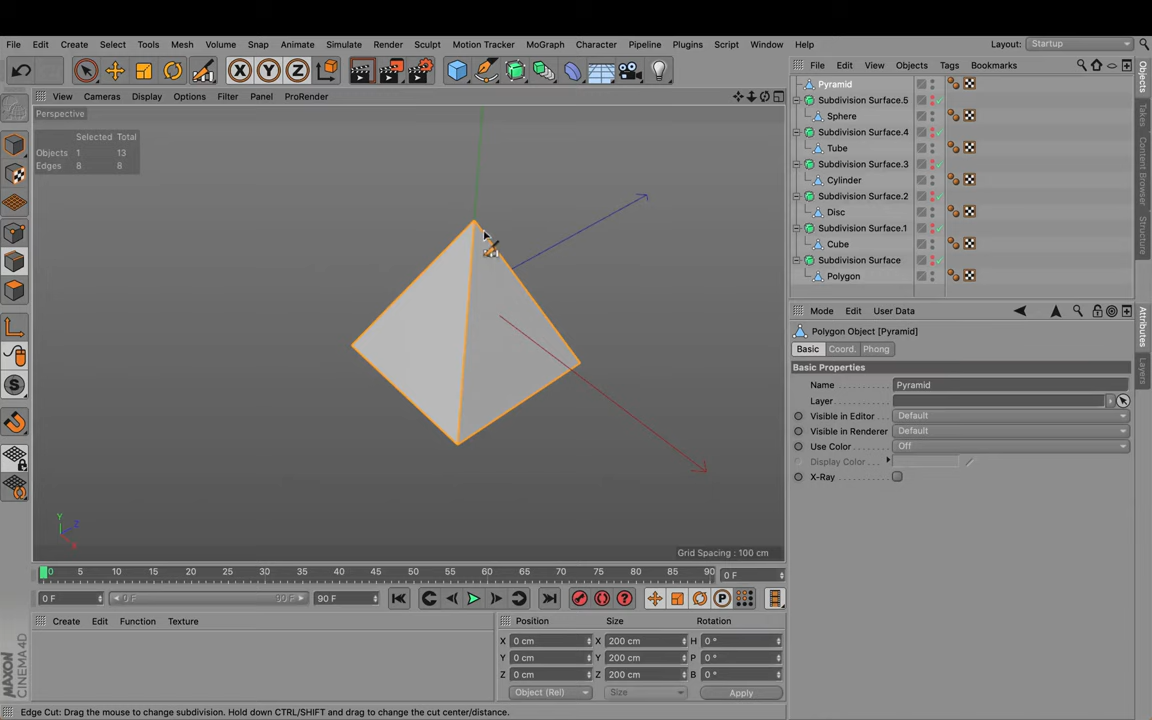 File Edit Create Select Tools Mesh Volume Snap Animate Simulate Render Sculpt Motion Tracker MoGraph Character Pipeline Plugins Script Window Help Layout: Startup
X Y Z
File Edit View Objects Tags Bookmarks
View Cameras Display Options Filter Panel ProRender
Perspective
Selected Total
Objects 1 13
Edges 8 8
Pyramid
Subdivision Surface.5
Sphere
Subdivision Surface.4
Tube
Subdivision Surface.3
Cylinder
Subdivision Surface.2
Disc
Subdivision Surface.1
Cube
Subdivision Surface
Polygon
Objects
Takes
Content Browser
Structure
Mode Edit User Data
Polygon Object [Pyramid]
Basic Coord. Phong
Basic Properties
Name Pyramid
Layer
Visible in Editor Default
Visible in Renderer Default
Use Color Off
Display Color
X-Ray
Attributes
Layers
Y
Z
X
Grid Spacing : 100 cm
0 5 10 15 20 25 30 35 40 45 50 55 60 65 70 75 80 85 90 0 F
0 F 0 F 90 F 90 F
P
Create Edit Function Texture
Position Size Rotation
X 0 cm X 200 cm H 0 °
Y 0 cm Y 200 cm P 0 °
Z 0 cm Z 200 cm B 0 °
Object (Rel) Size Apply
MAXON
CINEMA 4D
Edge Cut: Drag the mouse to change subdivision. Hold down CTRL/SHIFT and drag to change the cut center/distance.